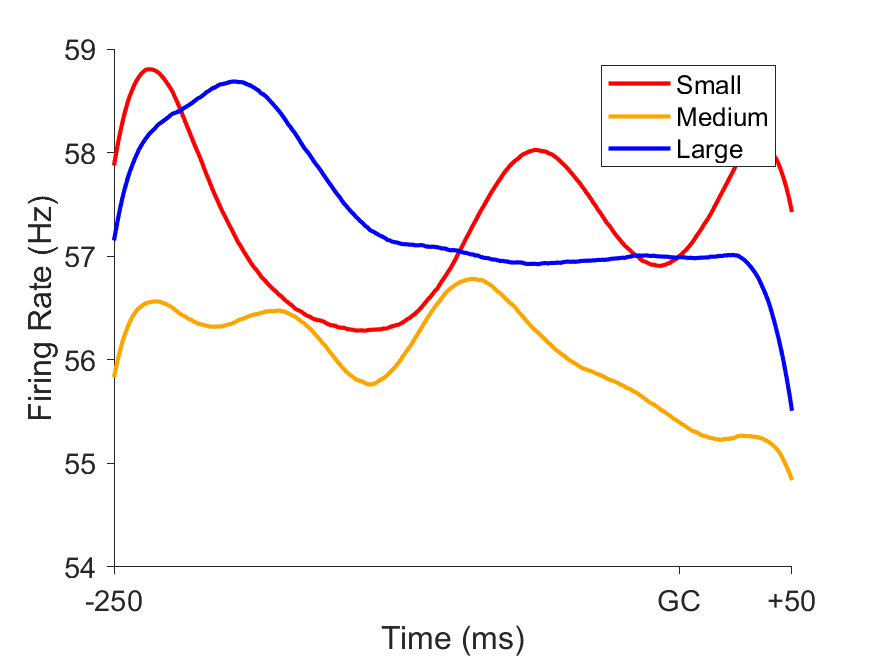 59
58
57
56
55
54
Firing Rate (Hz)
Small
Medium
Large
-250
GC
+50
Time (ms)